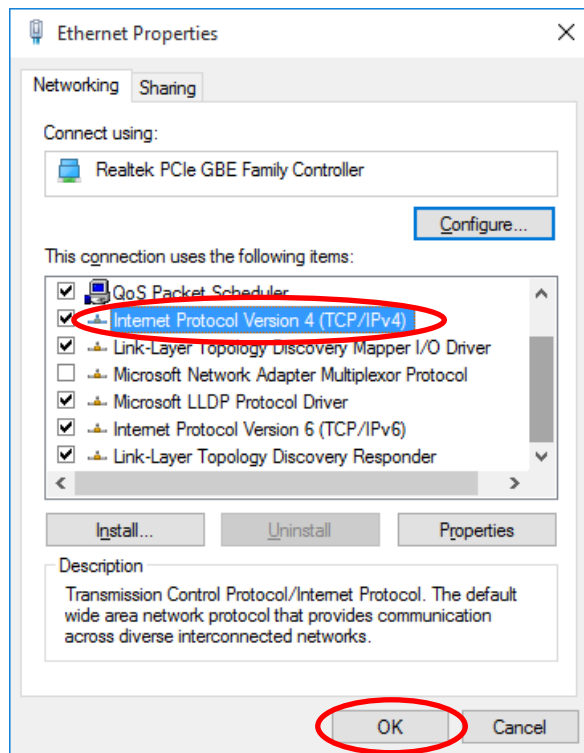 Ethernet Properties
Networking Sharing
Connect using:
Realtek PCIe GBE Family Controller
Configure...
This connection uses the following items:
QoS Packet Scheduler
Internet Protocol Version 4 (TCP/IPv4)
Link-Layer Topology Discovery Mapper I/O Driver
Microsoft Network Adapter Multiplexor Protocol
Microsoft LLDP Protocol Driver
Internet Protocol Version 6 (TCP/IPv6)
Link-Layer Topology Discovery Responder
Install... Uninstall Properties
Description
Transmission Control Protocol/Internet Protocol. The default
wide area network protocol that provides communication
across diverse interconnected networks.
OK Cancel